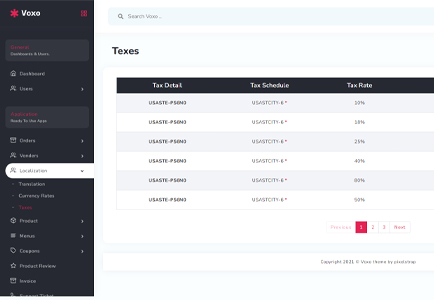 Voxo
Search Voxo ...
General
Dashboards & Users
Dashboard
Users
Application
Ready To Use Apps
Orders
Vendors
Localization
Translation
Currency Rates
Taxes
Product
Menus
Coupons
Product Review
Invoice
Support Ticket
Texes
Tax Detail Tax Schedule Tax Rate
USASTE-PS6N0 USASTCITY-6 * 10%
USASTE-PS6N0 USASTCITY-6 * 18%
USASTE-PS6N0 USASTCITY-6 * 25%
USASTE-PS6N0 USASTCITY-6 * 40%
USASTE-PS6N0 USASTCITY-6 * 80%
USASTE-PS6N0 USASTCITY-6 * 50%
Previous 1 2 3 Next
Copyright 2021 © Voxo theme by pixelstrap